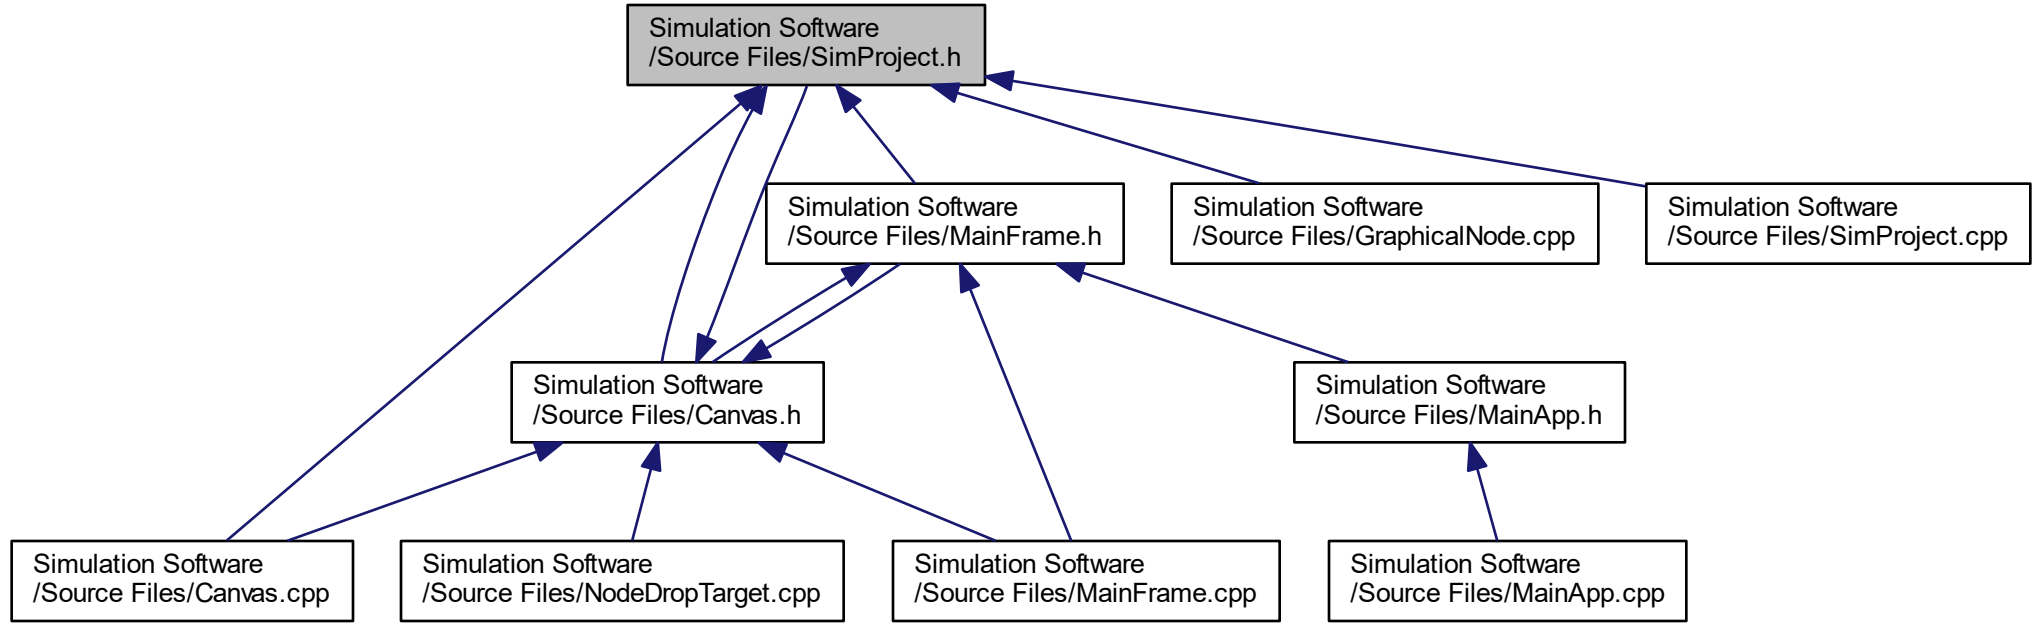 Simulation Software
/Source Files/SimProject.h
Simulation Software
/Source Files/MainFrame.h
Simulation Software
/Source Files/GraphicalNode.cpp
Simulation Software
/Source Files/SimProject.cpp
Simulation Software
/Source Files/Canvas.h
Simulation Software
/Source Files/MainApp.h
Simulation Software
/Source Files/Canvas.cpp
Simulation Software
/Source Files/NodeDropTarget.cpp
Simulation Software
/Source Files/MainFrame.cpp
Simulation Software
/Source Files/MainApp.cpp